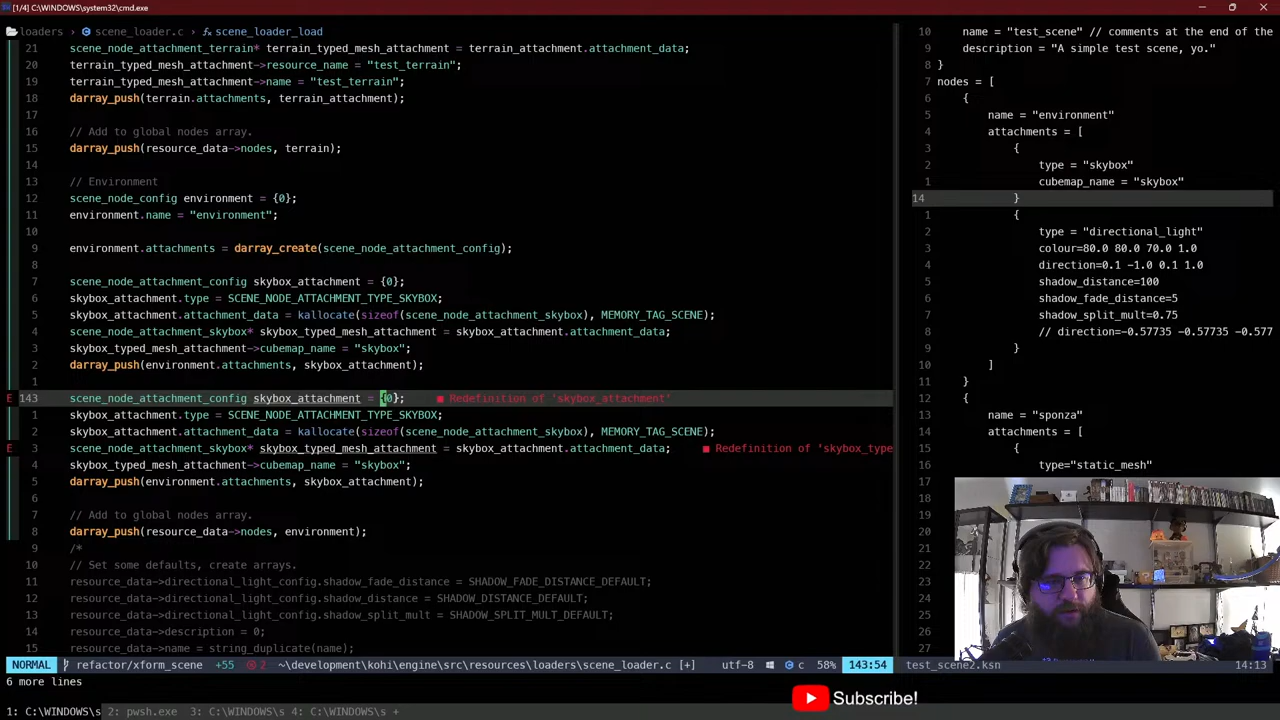 [1/4] C:\WINDOWS\system32\cmd.exe
loaders > scene_loader.c > scene_loader_load
21 scene_node_attachment_terrain* terrain_typed_mesh_attachment = terrain_attachment.attachment_data;
20 terrain_typed_mesh_attachment->resource_name = "test_terrain";
19 terrain_typed_mesh_attachment->name = "test_terrain";
18 darray_push(terrain.attachments, terrain_attachment);
17
16 // Add to global nodes array.
15 darray_push(resource_data->nodes, terrain);
14
13 // Environment
12 scene_node_config environment = {0};
11 environment.name = "environment";
10
9 environment.attachments = darray_create(scene_node_attachment_config);
8
7 scene_node_attachment_config skybox_attachment = {0};
6 skybox_attachment.type = SCENE_NODE_ATTACHMENT_TYPE_SKYBOX;
5 skybox_attachment.attachment_data = kallocate(sizeof(scene_node_attachment_skybox), MEMORY_TAG_SCENE);
4 scene_node_attachment_skybox* skybox_typed_mesh_attachment = skybox_attachment.attachment_data;
3 skybox_typed_mesh_attachment->cubemap_name = "skybox";
2 darray_push(environment.attachments, skybox_attachment);
1
E 143 scene_node_attachment_config skybox_attachment = {0}; ■ Redefinition of 'skybox_attachment'
1 skybox_attachment.type = SCENE_NODE_ATTACHMENT_TYPE_SKYBOX;
2 skybox_attachment.attachment_data = kallocate(sizeof(scene_node_attachment_skybox), MEMORY_TAG_SCENE);
E 3 scene_node_attachment_skybox* skybox_typed_mesh_attachment = skybox_attachment.attachment_data; ■ Redefinition of 'skybox_type
4 skybox_typed_mesh_attachment->cubemap_name = "skybox";
5 darray_push(environment.attachments, skybox_attachment);
6
7 // Add to global nodes array.
8 darray_push(resource_data->nodes, environment);
9 /*
10 // Set some defaults, create arrays.
11 resource_data->directional_light_config.shadow_fade_distance = SHADOW_FADE_DISTANCE_DEFAULT;
12 resource_data->directional_light_config.shadow_distance = SHADOW_DISTANCE_DEFAULT;
13 resource_data->directional_light_config.shadow_split_mult = SHADOW_SPLIT_MULT_DEFAULT;
14 resource_data->description = 0;
15 resource_data->name = string_duplicate(name);
10 name = "test_scene" // comments at the end of the
9 description = "A simple test scene, yo."
8 }
7 nodes = [
6 {
5 name = "environment"
4 attachments = [
3 {
2 type = "skybox"
1 cubemap_name = "skybox"
14 }
1 {
2 type = "directional_light"
3 colour=80.0 80.0 70.0 1.0
4 direction=0.1 -1.0 0.1 1.0
5 shadow_distance=100
6 shadow_fade_distance=5
7 shadow_split_mult=0.75
8 // direction=-0.57735 -0.57735 -0.577
9 }
10 ]
11 }
12 {
13 name = "sponza"
14 attachments = [
15 {
16 type="static_mesh"
17
18
19
20
21
22
23
24
25
26
27
NORMAL refactor/xform_scene +55 2 ~\development\kohi\engine\src\resources\loaders\scene_loader.c [+] utf-8 c 58% 143:54 test_scene2.ksn 14:13
6 more lines
Subscribe!
1: C:\WINDOWS\s 2: pwsh.exe 3: C:\WINDOWS\s 4: C:\WINDOWS\s +